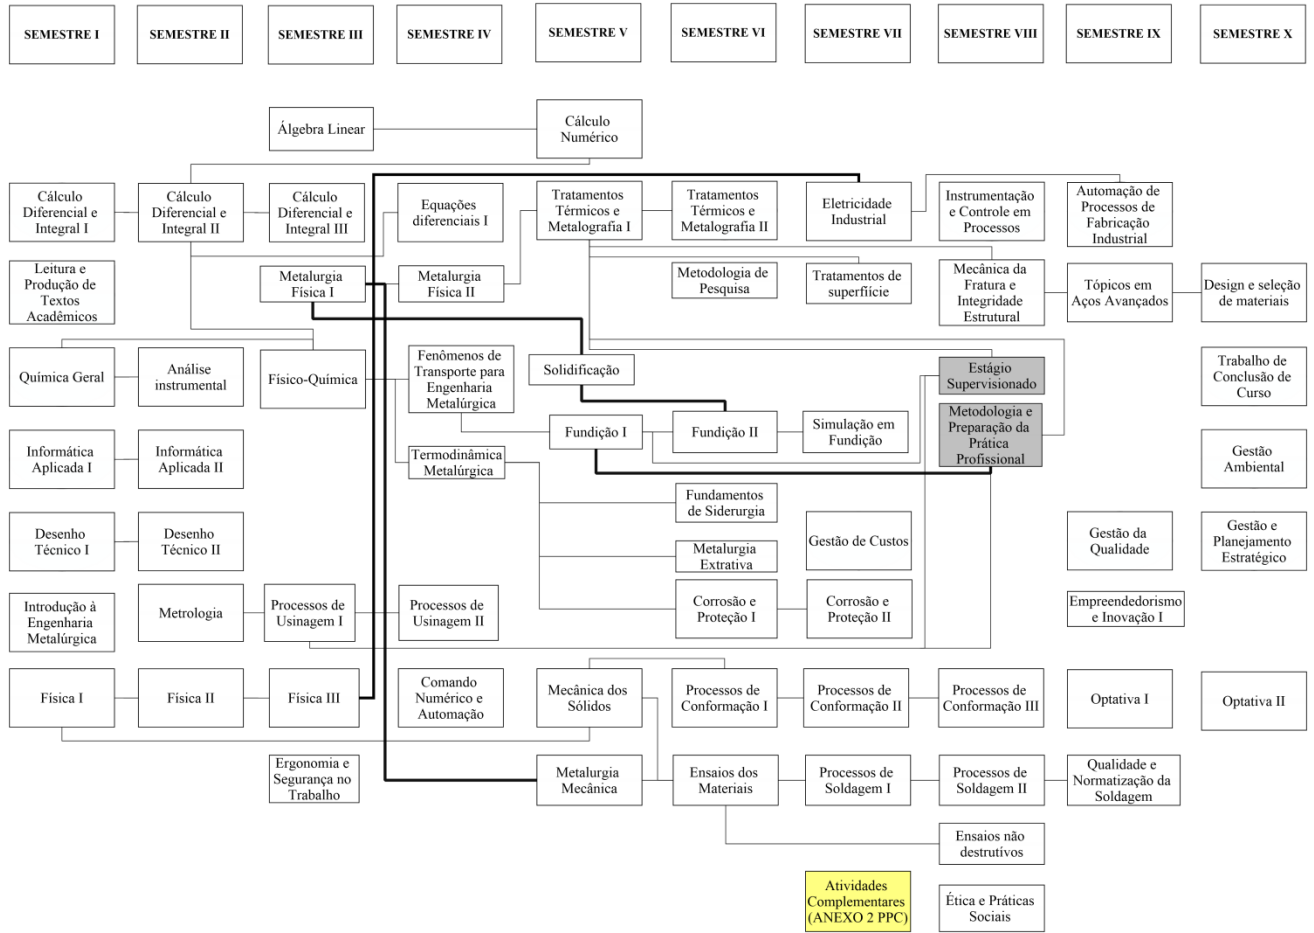 SEMESTRE I
SEMESTRE II
SEMESTRE III
SEMESTRE IV
SEMESTRE V
SEMESTRE VI
SEMESTRE VII
SEMESTRE VIII
SEMESTRE IX
SEMESTRE X
Álgebra Linear
Cálculo
Numérico
Cálculo
Diferencial e
Integral I
Cálculo
Diferencial e
Integral II
Cálculo
Diferencial e
Integral III
Equações
diferenciais I
Tratamentos
Térmicos e
Metalografia I
Tratamentos
Térmicos e
Metalografia II
Eletricidade
Industrial
Instrumentação
e Controle em
Processos
Automação de
Processos de
Fabricação
Industrial
Leitura e
Produção de
Textos
Acadêmicos
Metalurgia
Física I
Metalurgia
Física II
Metodologia de
Pesquisa
Tratamentos de
superfíicie
Mecânica da
Fratura e
Integridade
Estrutural
Tópicos em
Aços Avançados
Design e seleção
de materiais
Química Geral
Análise
instrumental
Físico-Química
Fenômenos de
Transporte para
Engenharia
Metalúrgica
Solidificação
Estágio
Supervisionado
Trabalho de
Conclusão de
Curso
Fundição I
Fundição II
Simulação em
Fundição
Metodologia e
Preparação da
Prática
Profissional
Informática
Aplicada I
Informática
Aplicada II
Termodinâmica
Metalúrgica
Gestão
Ambiental
Fundamentos
de Siderurgia
Desenho
Técnico I
Desenho
Técnico II
Metalurgia
Extrativa
Gestão de Custos
Gestão da
Qualidade
Gestão e
Planejamento
Estratégico
Introdução à
Engenharia
Metalúrgica
Metrologia
Processos de
Usinagem I
Processos de
Usinagem II
Corrosão e
Proteção I
Corrosão e
Proteção II
Empreendedorismo
e Inovação I
Física I
Física II
Física III
Comando
Numérico e
Automação
Mecânica dos
Sólidos
Processos de
Conformação I
Processos de
Conformação II
Processos de
Conformação III
Optativa I
Optativa II
Ergonomia e
Segurança no
Trabalho
Metalurgia
Mecânica
Ensaios dos
Materiais
Processos de
Soldagem I
Processos de
Soldagem II
Qualidade e
Normatização da
Soldagem
Ensaios não
destrutívos
Atividades
Complementares
(ANEXO 2 PPC)
Ética e Práticas
Sociais